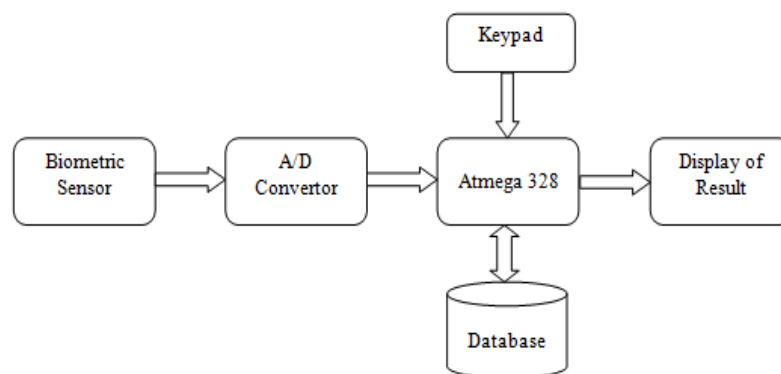 Keypad
Biometric
Sensor
A/D
Convertor
Atmega 328
Display of
Result
Database